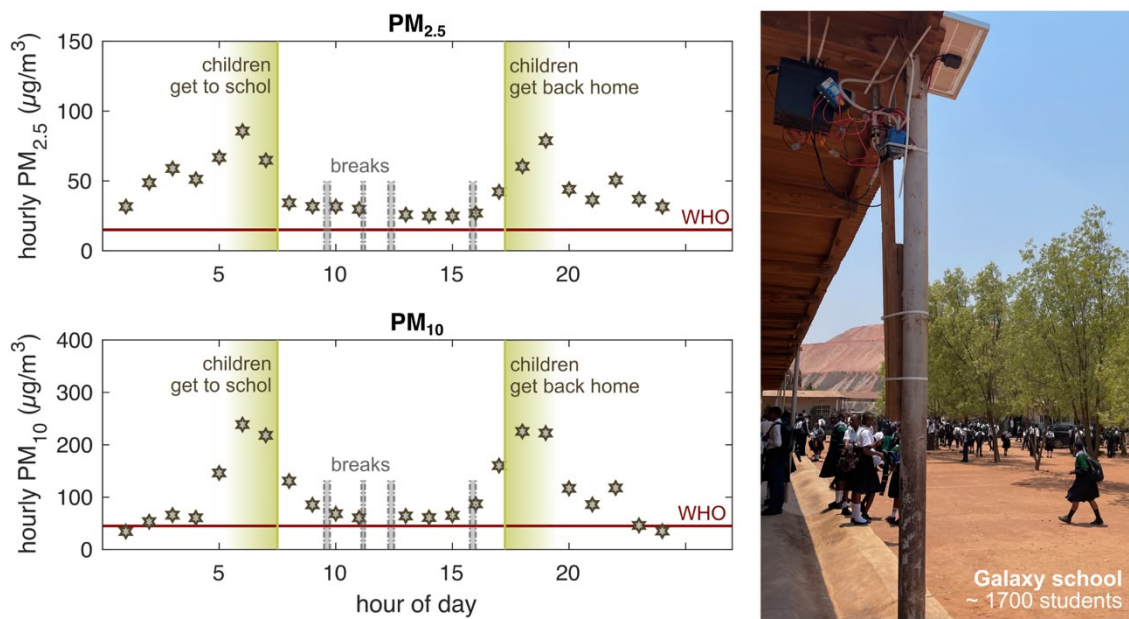 PM2.5
150
100
50
0
hourly PM2.5 (µg/m³)
children
get to schol
breaks
children
get back home
WHO
5
10
15
20
PM10
400
300
200
100
0
hourly PM10 (µg/m³)
children
get to schol
breaks
children
get back home
WHO
5
10
15
20
hour of day
Galaxy school
~ 1700 students